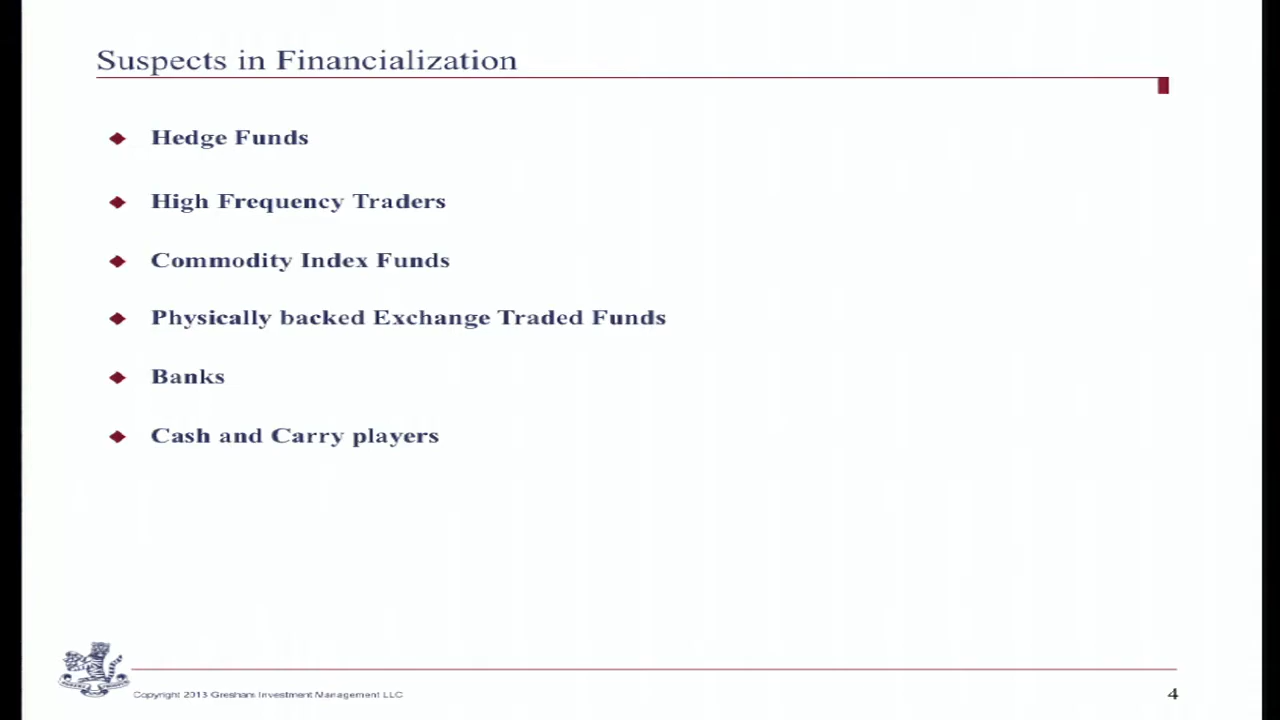 Suspects in Financialization
Hedge Funds
High Frequency Traders
Commodity Index Funds
Physically backed Exchange Traded Funds
Banks
Cash and Carry players
Copyright 2013 Gresham Investment Management LLC
4